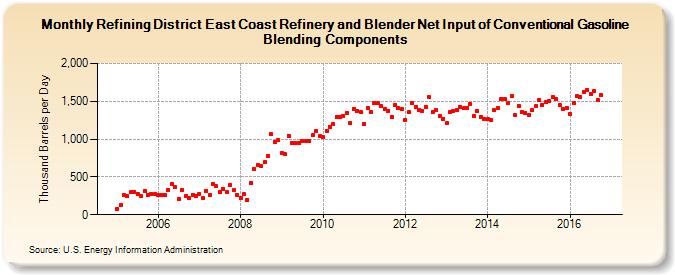 Monthly Refining District East Coast Refinery and Blender Net Input of Conventional Gasoline
Blending Components
Thousand Barrels per Day
2,000
1,500
1,000
500
0
2006
2008
2010
2012
2014
2016
Source: U.S. Energy Information Administration